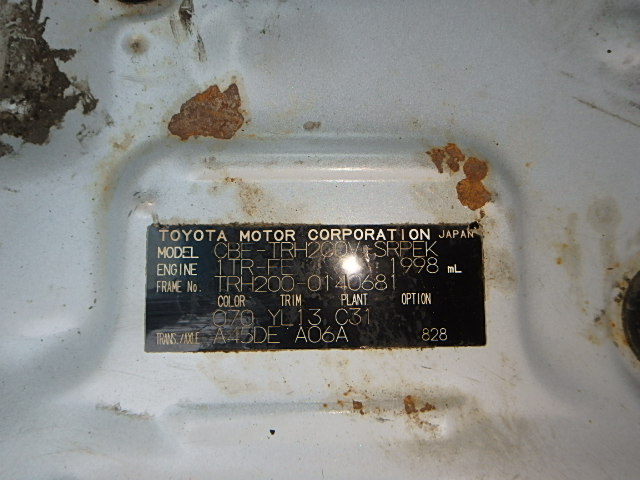 TOYOTA MOTOR CORPORATION JAPAN
MODEL CBF-TRH200V-SRPEK
ENGINE 1TR-FE 1998 mL
FRAME No. TRH200-0140681
COLOR TRIM PLANT OPTION
070 YL13 C31
TRANS./AXLE A45DE A06A 828